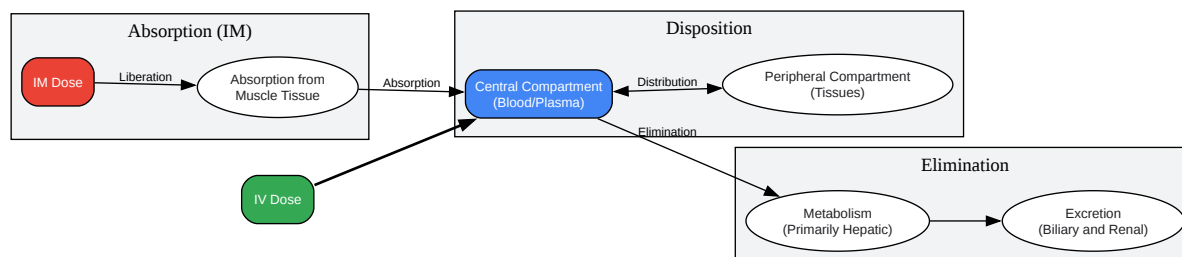 Absorption (IM)
IM Dose
Liberation
Absorption from
Muscle Tissue
Absorption
IV Dose
Disposition
Central Compartment
(Blood/Plasma)
Distribution
Peripheral Compartment
(Tissues)
Elimination
Elimination
Metabolism
(Primarily Hepatic)
Excretion
(Biliary and Renal)